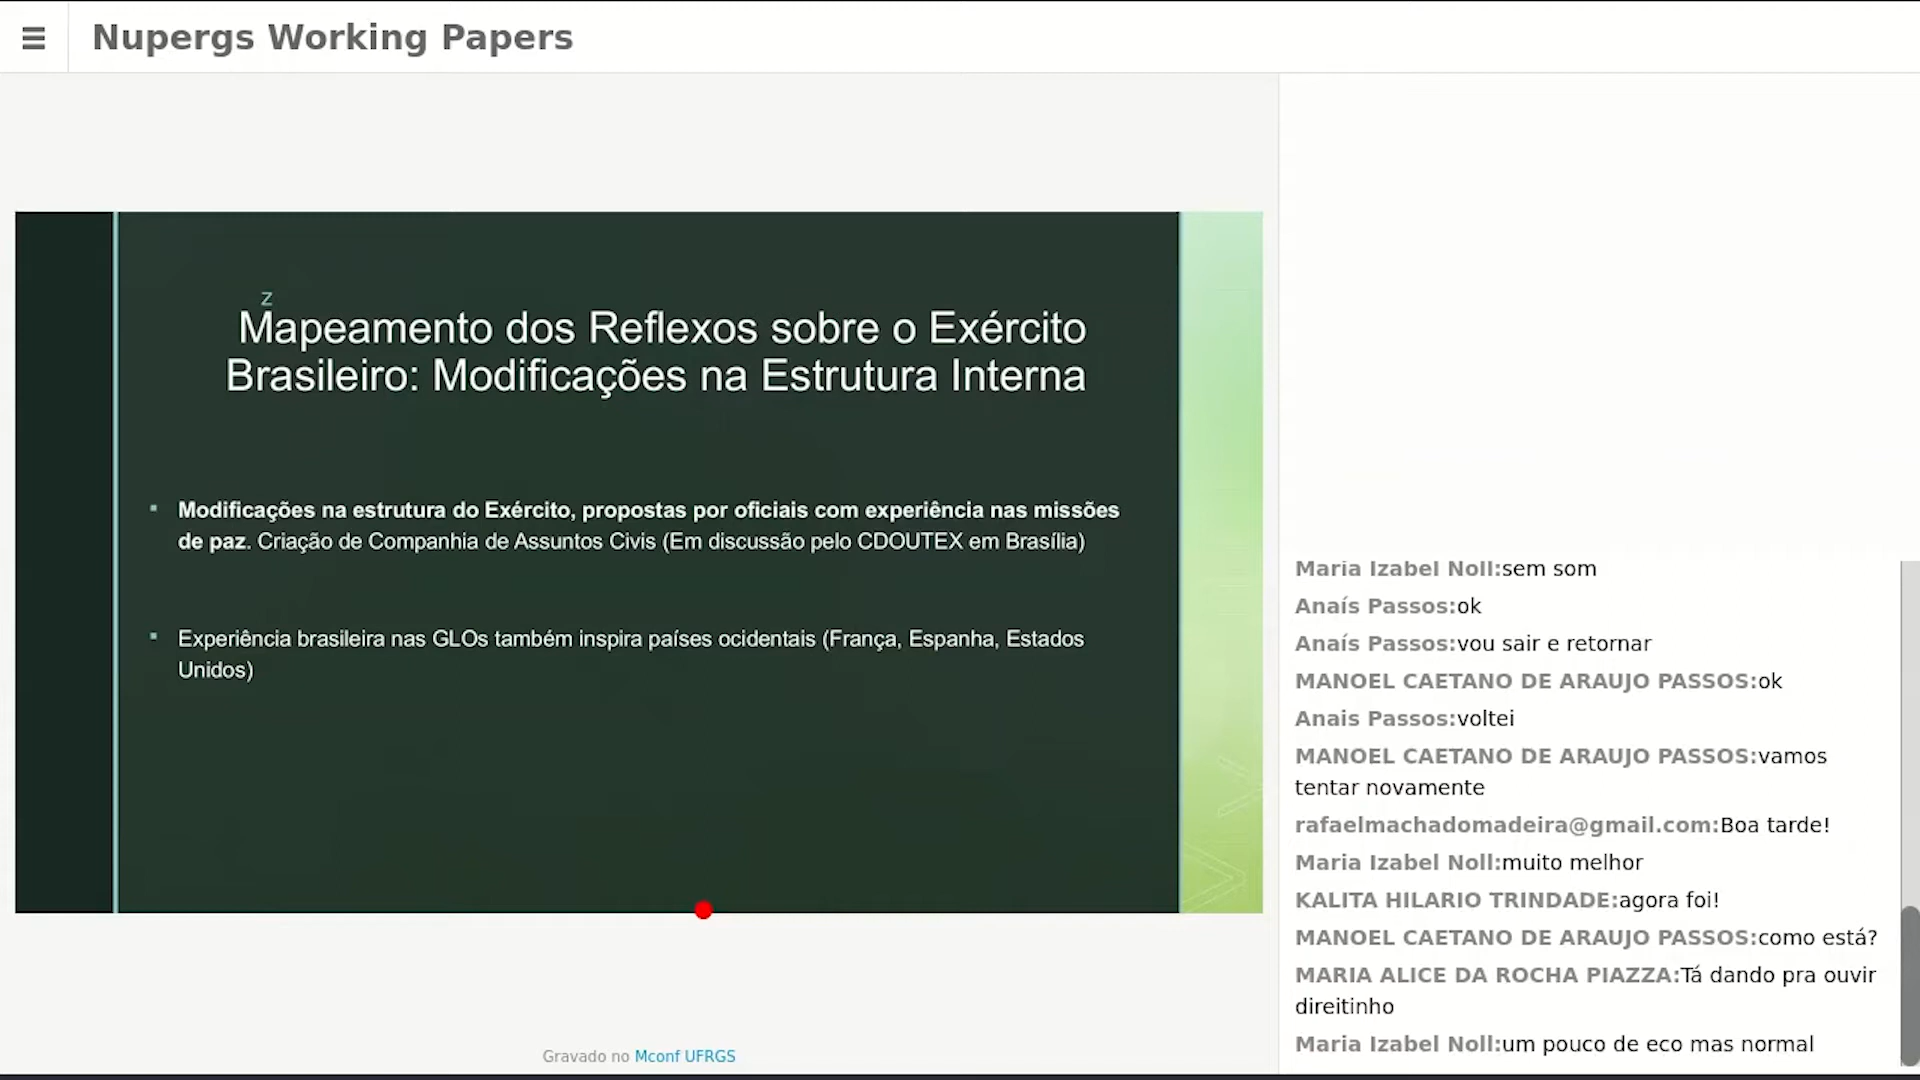 Nupergs Working Papers
z
Mapeamento dos Reflexos sobre o Exército
Brasileiro: Modificações na Estrutura Interna
▪ Modificações na estrutura do Exército, propostas por oficiais com experiência nas missões
de paz. Criação de Companhia de Assuntos Civis (Em discussão pelo CDOUTEX em Brasília)
▪ Experiência brasileira nas GLOs também inspira países ocidentais (França, Espanha, Estados
Unidos)
Gravado no Mconf UFRGS
Maria Izabel Noll:sem som
Anaís Passos:ok
Anaís Passos:vou sair e retornar
MANOEL CAETANO DE ARAUJO PASSOS:ok
Anais Passos:voltei
MANOEL CAETANO DE ARAUJO PASSOS:vamos
tentar novamente
rafaelmachadomadeira@gmail.com:Boa tarde!
Maria Izabel Noll:muito melhor
KALITA HILARIO TRINDADE:agora foi!
MANOEL CAETANO DE ARAUJO PASSOS:como está?
MARIA ALICE DA ROCHA PIAZZA:Tá dando pra ouvir
direitinho
Maria Izabel Noll:um pouco de eco mas normal